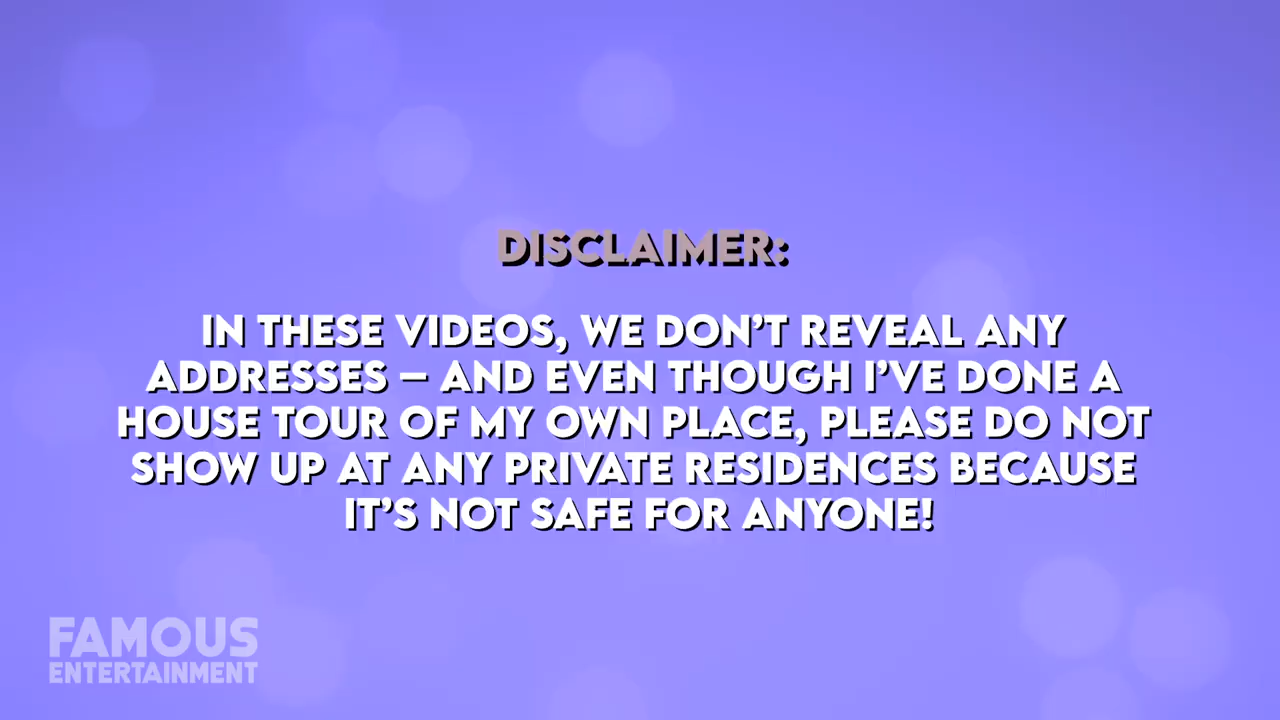 DISCLAIMER:
IN THESE VIDEOS, WE DON'T REVEAL ANY
ADDRESSES – AND EVEN THOUGH I'VE DONE A
HOUSE TOUR OF MY OWN PLACE, PLEASE DO NOT
SHOW UP AT ANY PRIVATE RESIDENCES BECAUSE
IT'S NOT SAFE FOR ANYONE!
FAMOUS
ENTERTAINMENT